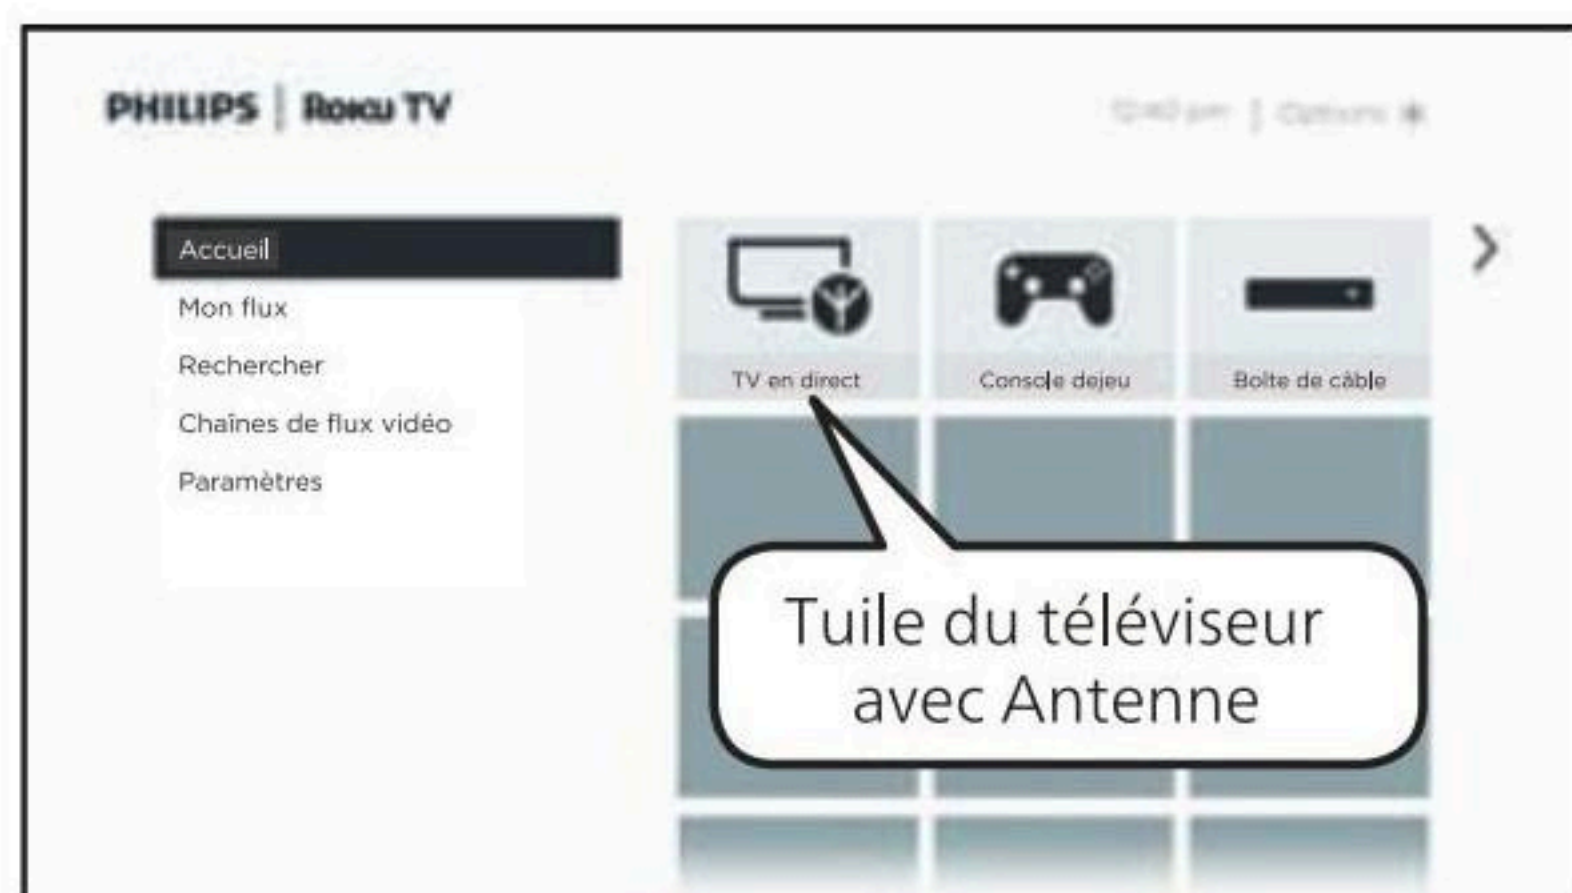 PHILIPS | Roku TV
Options
Accueil
Mon flux
Rechercher
Chaînes de flux vidéo
Paramètres
TV en direct
Console dejeu
Boîte de câble
Tuile du téléviseur
avec Antenne